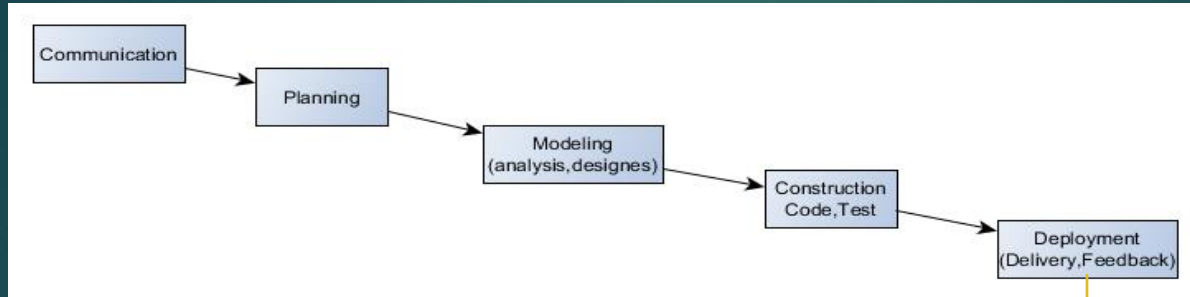 Communication
Planning
Modeling
(analysis,designes)
Construction
Code,Test
Deployment
(Delivery,Feedback)